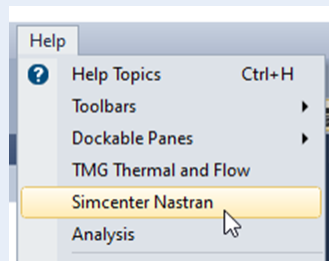 Help
Help Topics Ctrl+H
Toolbars
Dockable Panes
TMG Thermal and Flow
Simcenter Nastran
Analysis